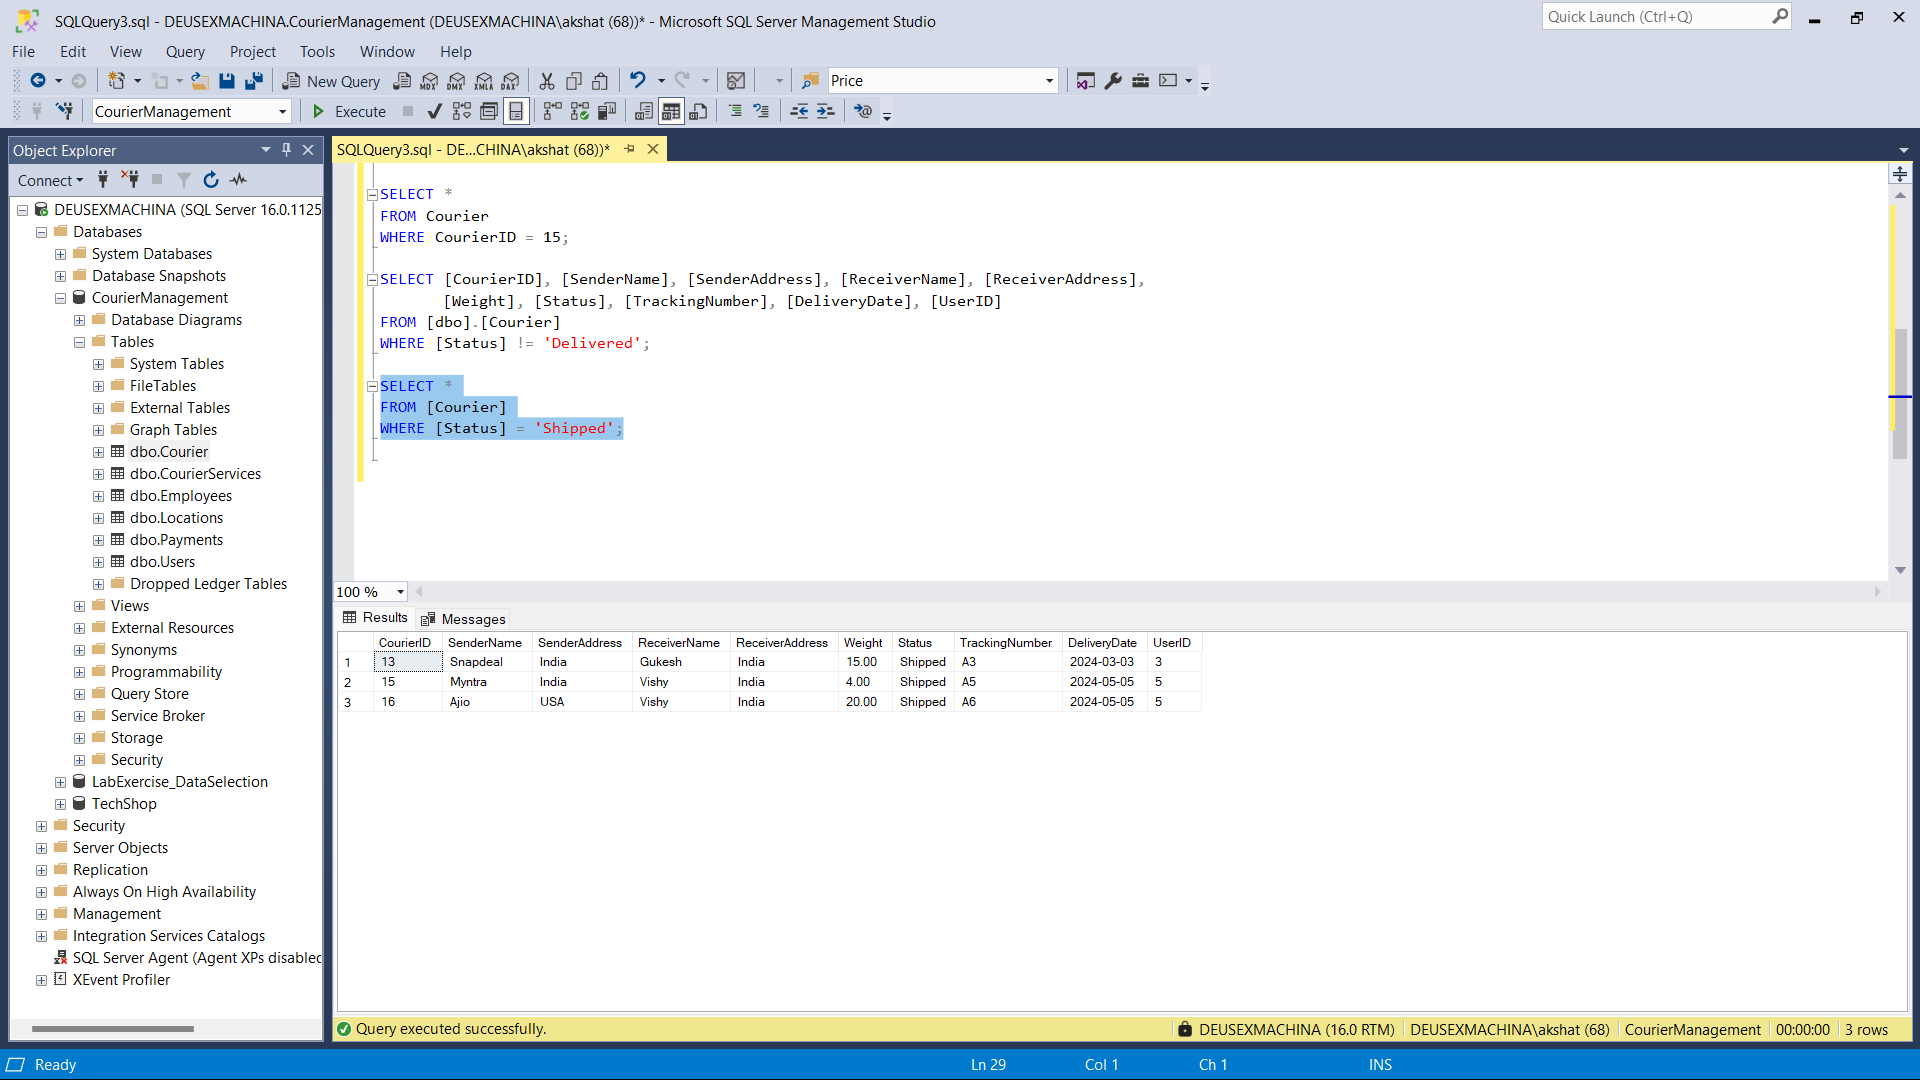 SQLQuery3.sql - DEUSEXMACHINA.CourierManagement (DEUSEXMACHINA\akshat (68))* - Microsoft SQL Server Management Studio
Quick Launch (Ctrl+Q)
File Edit View Query Project Tools Window Help
New Query MDX DMX XMLA DAX Price
CourierManagement Execute
Object Explorer
SQLQuery3.sql - DE...CHINA\akshat (68))*
Connect
DEUSEXMACHINA (SQL Server 16.0.1125
Databases
System Databases
Database Snapshots
CourierManagement
Database Diagrams
Tables
System Tables
FileTables
External Tables
Graph Tables
dbo.Courier
dbo.CourierServices
dbo.Employees
dbo.Locations
dbo.Payments
dbo.Users
Dropped Ledger Tables
Views
External Resources
Synonyms
Programmability
Query Store
Service Broker
Storage
Security
LabExercise_DataSelection
TechShop
Security
Server Objects
Replication
Always On High Availability
Management
Integration Services Catalogs
SQL Server Agent (Agent XPs disabled
XEvent Profiler
SELECT *
FROM Courier
WHERE CourierID = 15;
SELECT [CourierID], [SenderName], [SenderAddress], [ReceiverName], [ReceiverAddress],
[Weight], [Status], [TrackingNumber], [DeliveryDate], [UserID]
FROM [dbo].[Courier]
WHERE [Status] != 'Delivered';
SELECT *
FROM [Courier]
WHERE [Status] = 'Shipped';
100 %
Results Messages
CourierID SenderName SenderAddress ReceiverName ReceiverAddress Weight Status TrackingNumber DeliveryDate UserID
1 13 Snapdeal India Gukesh India 15.00 Shipped A3 2024-03-03 3
2 15 Myntra India Vishy India 4.00 Shipped A5 2024-05-05 5
3 16 Ajio USA Vishy India 20.00 Shipped A6 2024-05-05 5
Query executed successfully. DEUSEXMACHINA (16.0 RTM) DEUSEXMACHINA\akshat (68) CourierManagement 00:00:00 3 rows
Ready Ln 29 Col 1 Ch 1 INS